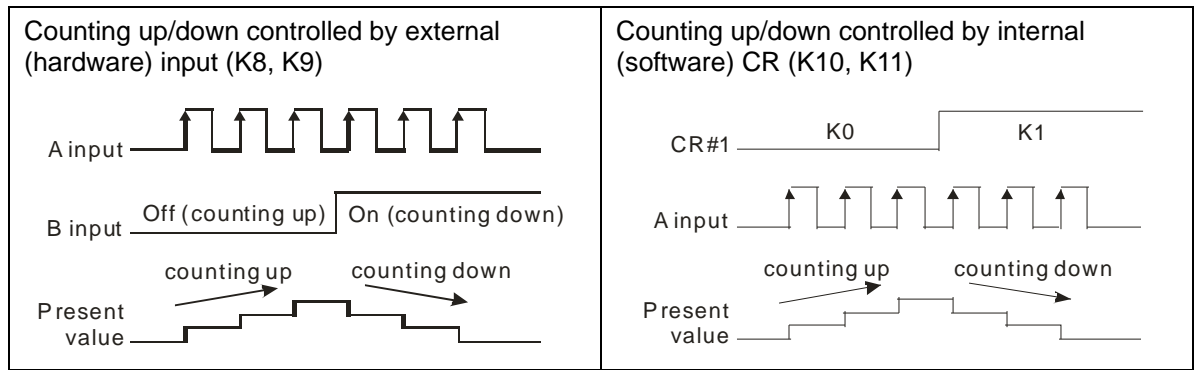 Counting up/down controlled by external
(hardware) input (K8, K9)
A input
B input
Off (counting up)
On (counting down)
counting up
counting down
Present
value
Counting up/down controlled by internal
(software) CR (K10, K11)
CR#1
K0
K1
A input
counting up
counting down
Present
value